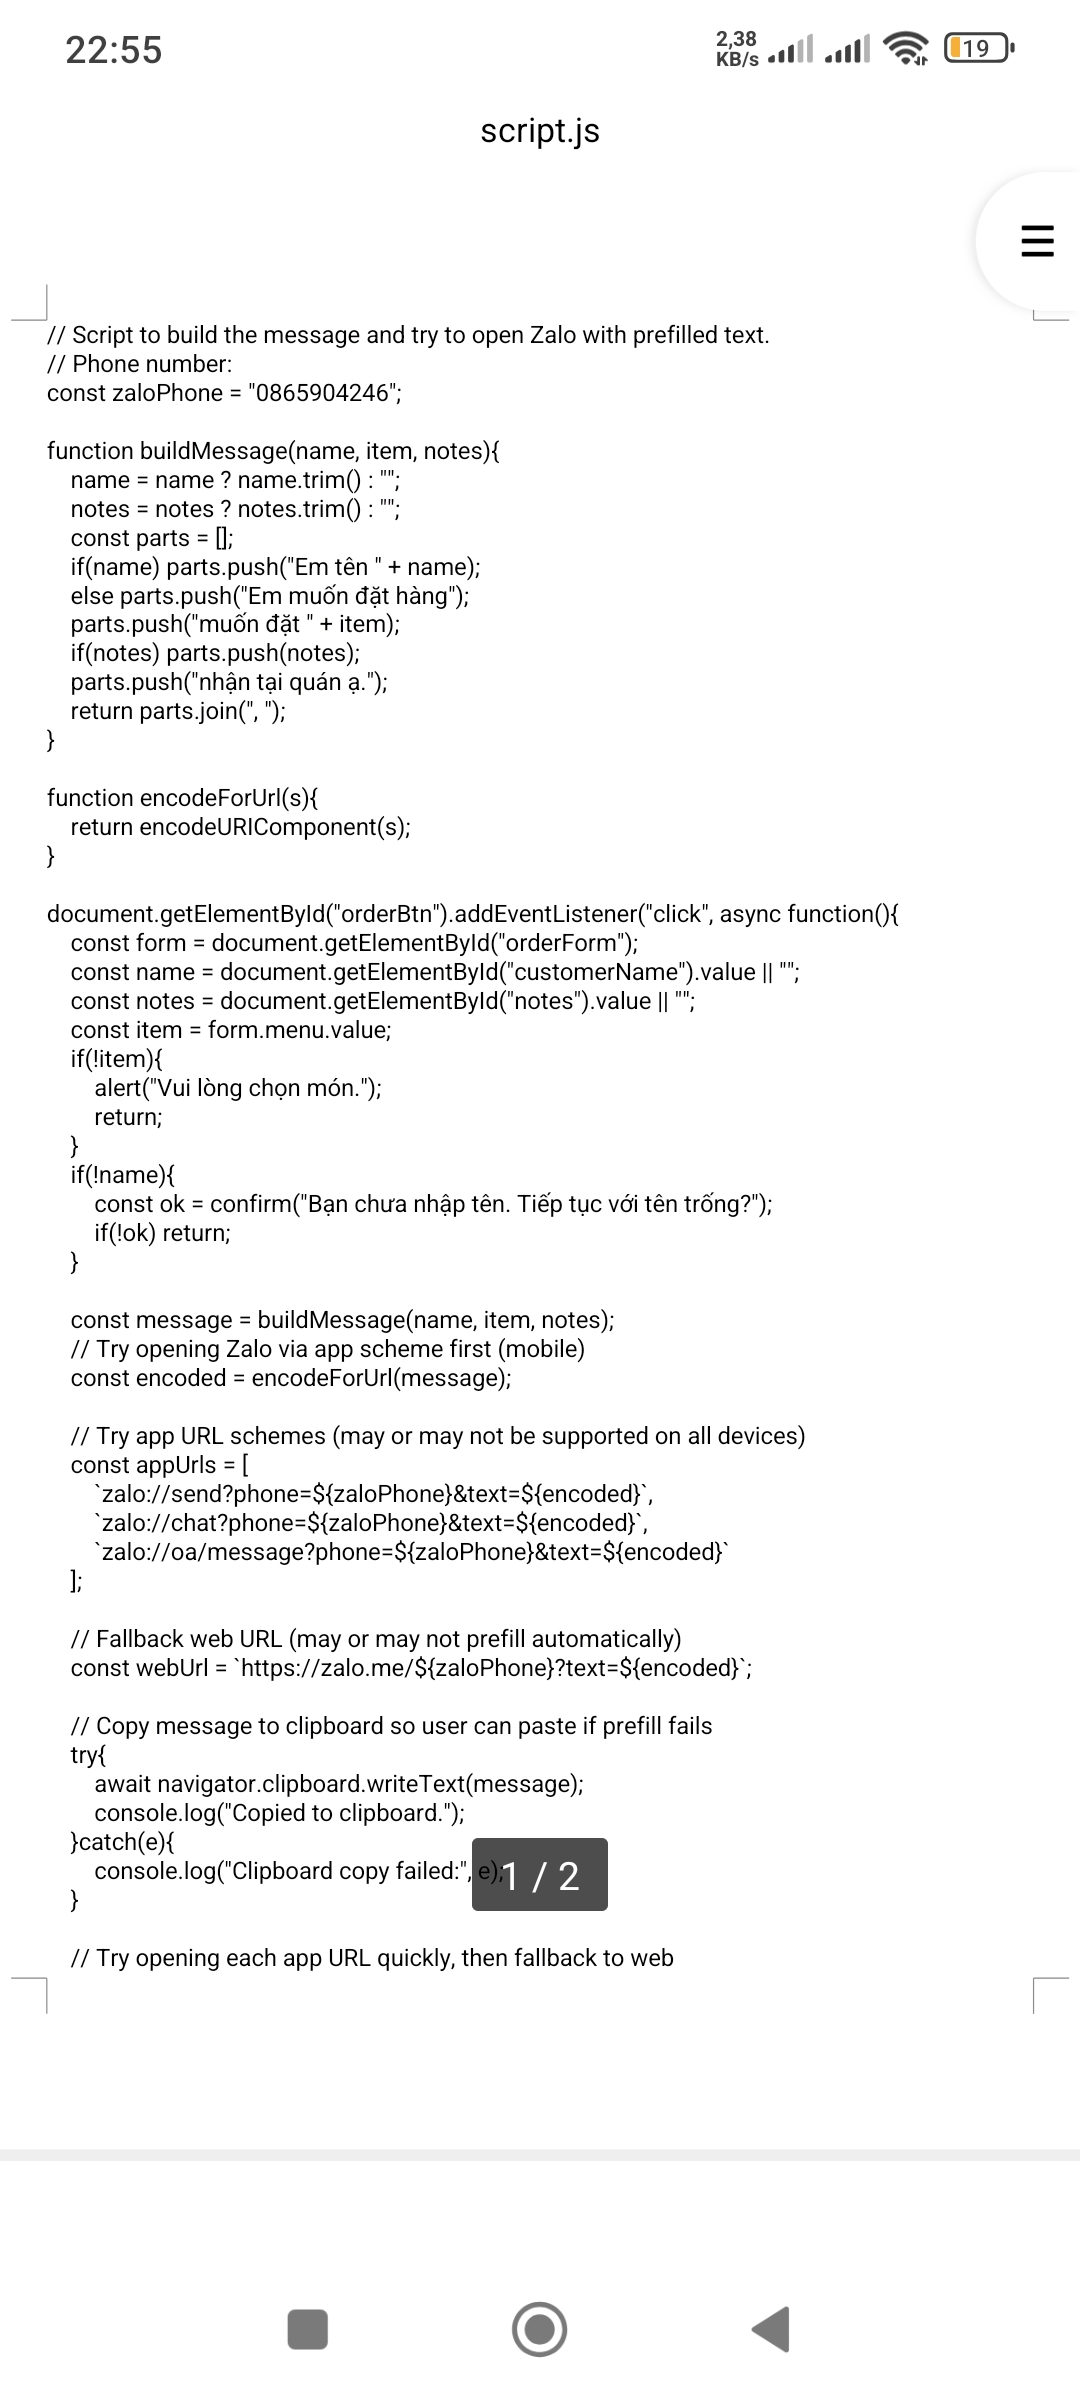 22:55
2,38
KB/s
19
script.js
// Script to build the message and try to open Zalo with prefilled text.
// Phone number:
const zaloPhone = "0865904246";
function buildMessage(name, item, notes){
name = name ? name.trim() : "";
notes = notes ? notes.trim() : "";
const parts = [];
if(name) parts.push("Em tên " + name);
else parts.push("Em muốn đặt hàng");
parts.push("muốn đặt " + item);
if(notes) parts.push(notes);
parts.push("nhận tại quán ạ.");
return parts.join(", ");
}
function encodeForUrl(s){
return encodeURIComponent(s);
}
document.getElementById("orderBtn").addEventListener("click", async function(){
const form = document.getElementById("orderForm");
const name = document.getElementById("customerName").value || "";
const notes = document.getElementById("notes").value || "";
const item = form.menu.value;
if(!item){
alert("Vui lòng chọn món.");
return;
}
if(!name){
const ok = confirm("Bạn chưa nhập tên. Tiếp tục với tên trống?");
if(!ok) return;
}
const message = buildMessage(name, item, notes);
// Try opening Zalo via app scheme first (mobile)
const encoded = encodeForUrl(message);
// Try app URL schemes (may or may not be supported on all devices)
const appUrls = [
`zalo://send?phone=${zaloPhone}&text=${encoded}`,
`zalo://chat?phone=${zaloPhone}&text=${encoded}`,
`zalo://oa/message?phone=${zaloPhone}&text=${encoded}`
];
// Fallback web URL (may or may not prefill automatically)
const webUrl = `https://zalo.me/${zaloPhone}?text=${encoded}`;
// Copy message to clipboard so user can paste if prefill fails
try{
await navigator.clipboard.writeText(message);
console.log("Copied to clipboard.");
}catch(e){
console.log("Clipboard copy failed:", e);
1 / 2
}
// Try opening each app URL quickly, then fallback to web